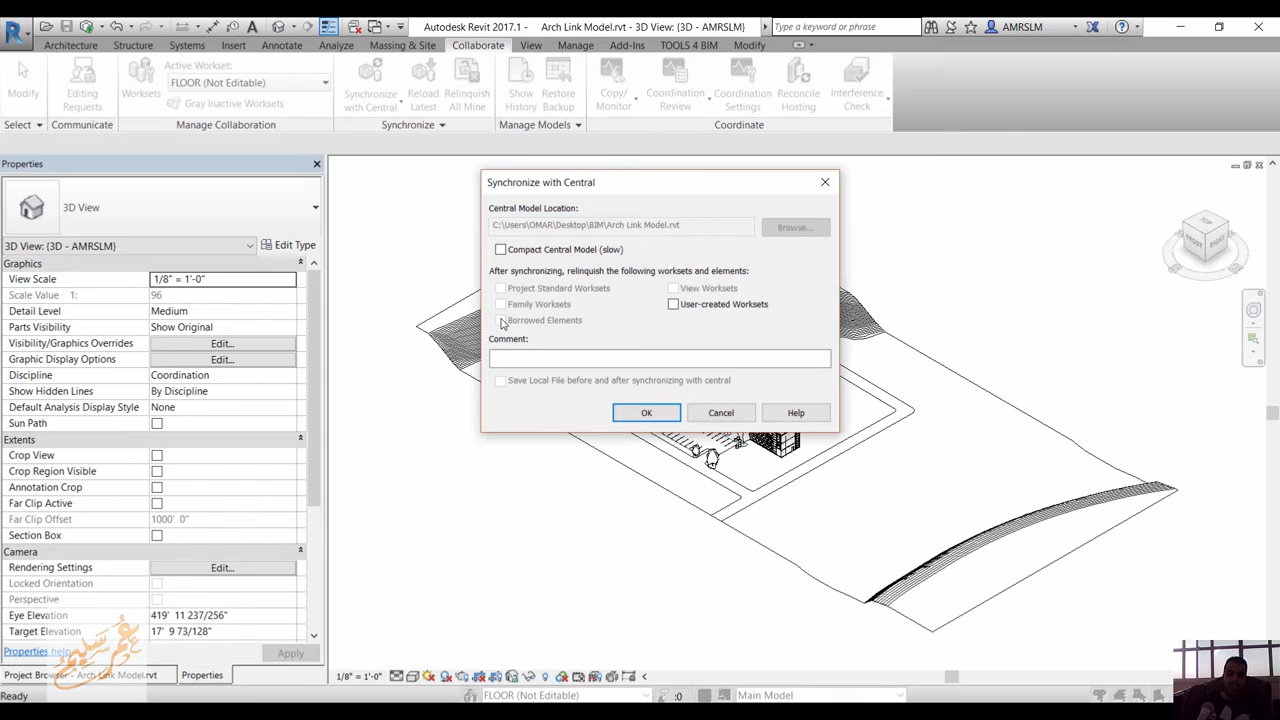 Autodesk Revit 2017.1 - Arch Link Model.rvt - 3D View: {3D - AMRSLM}
Type a keyword or phrase
AMRSLM
Architecture Structure Systems Insert Annotate Analyze Massing & Site Collaborate View Manage Add-Ins TOOLS 4 BIM Modify
Modify
Editing Requests
Worksets
Active Workset:
FLOOR (Not Editable)
Gray Inactive Worksets
Synchronize with Central
Reload Latest
Relinquish All Mine
Show History
Restore Backup
Copy/ Monitor
Coordination Review
Coordination Settings
Reconcile Hosting
Interference Check
Select Communicate Manage Collaboration Synchronize Manage Models Coordinate
Properties
3D View
3D View: {3D - AMRSLM} Edit Type
Graphics
View Scale 1/8" = 1'-0"
Scale Value 1: 96
Detail Level Medium
Parts Visibility Show Original
Visibility/Graphics Overrides Edit...
Graphic Display Options Edit...
Discipline Coordination
Show Hidden Lines By Discipline
Default Analysis Display Style None
Sun Path
Extents
Crop View
Crop Region Visible
Annotation Crop
Far Clip Active
Far Clip Offset 1000' 0"
Section Box
Camera
Rendering Settings Edit...
Locked Orientation
Perspective
Eye Elevation 419' 11 237/256"
Target Elevation 17' 9 73/128"
Properties help Apply
Project Browser - Arch Link Model.rvt Properties
Synchronize with Central
Central Model Location:
C:\Users\OMAR\Desktop\BIM\Arch Link Model.rvt Browse...
Compact Central Model (slow)
After synchronizing, relinquish the following worksets and elements:
Project Standard Worksets View Worksets
Family Worksets User-created Worksets
Borrowed Elements
Comment:
Save Local File before and after synchronizing with central
OK Cancel Help
TOP
FRONT RIGHT
1/8" = 1'-0"
Ready FLOOR (Not Editable) :0 Main Model
عمر سليم